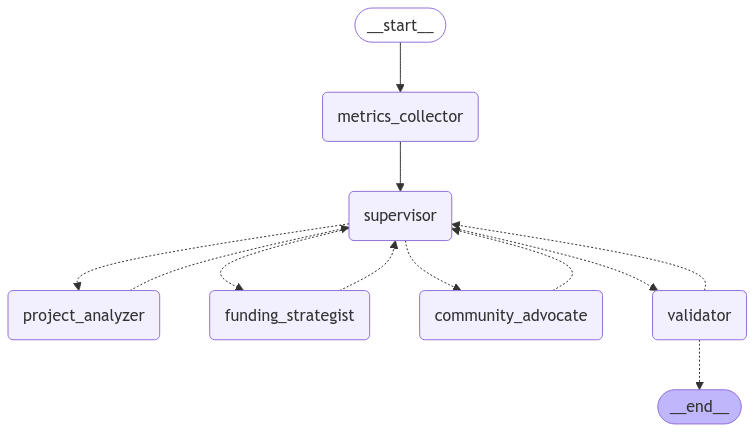 __start__
metrics_collector
supervisor
project_analyzer
funding_strategist
community_advocate
validator
__end__